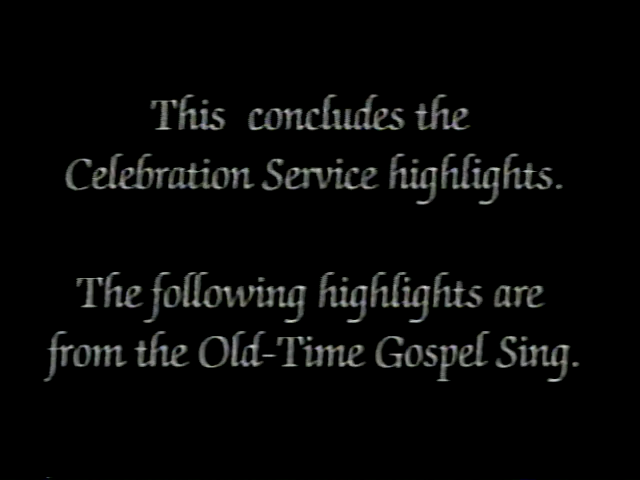 This concludes the
Celebration Service highlights.
The following highlights are
from the Old-Time Gospel Sing.